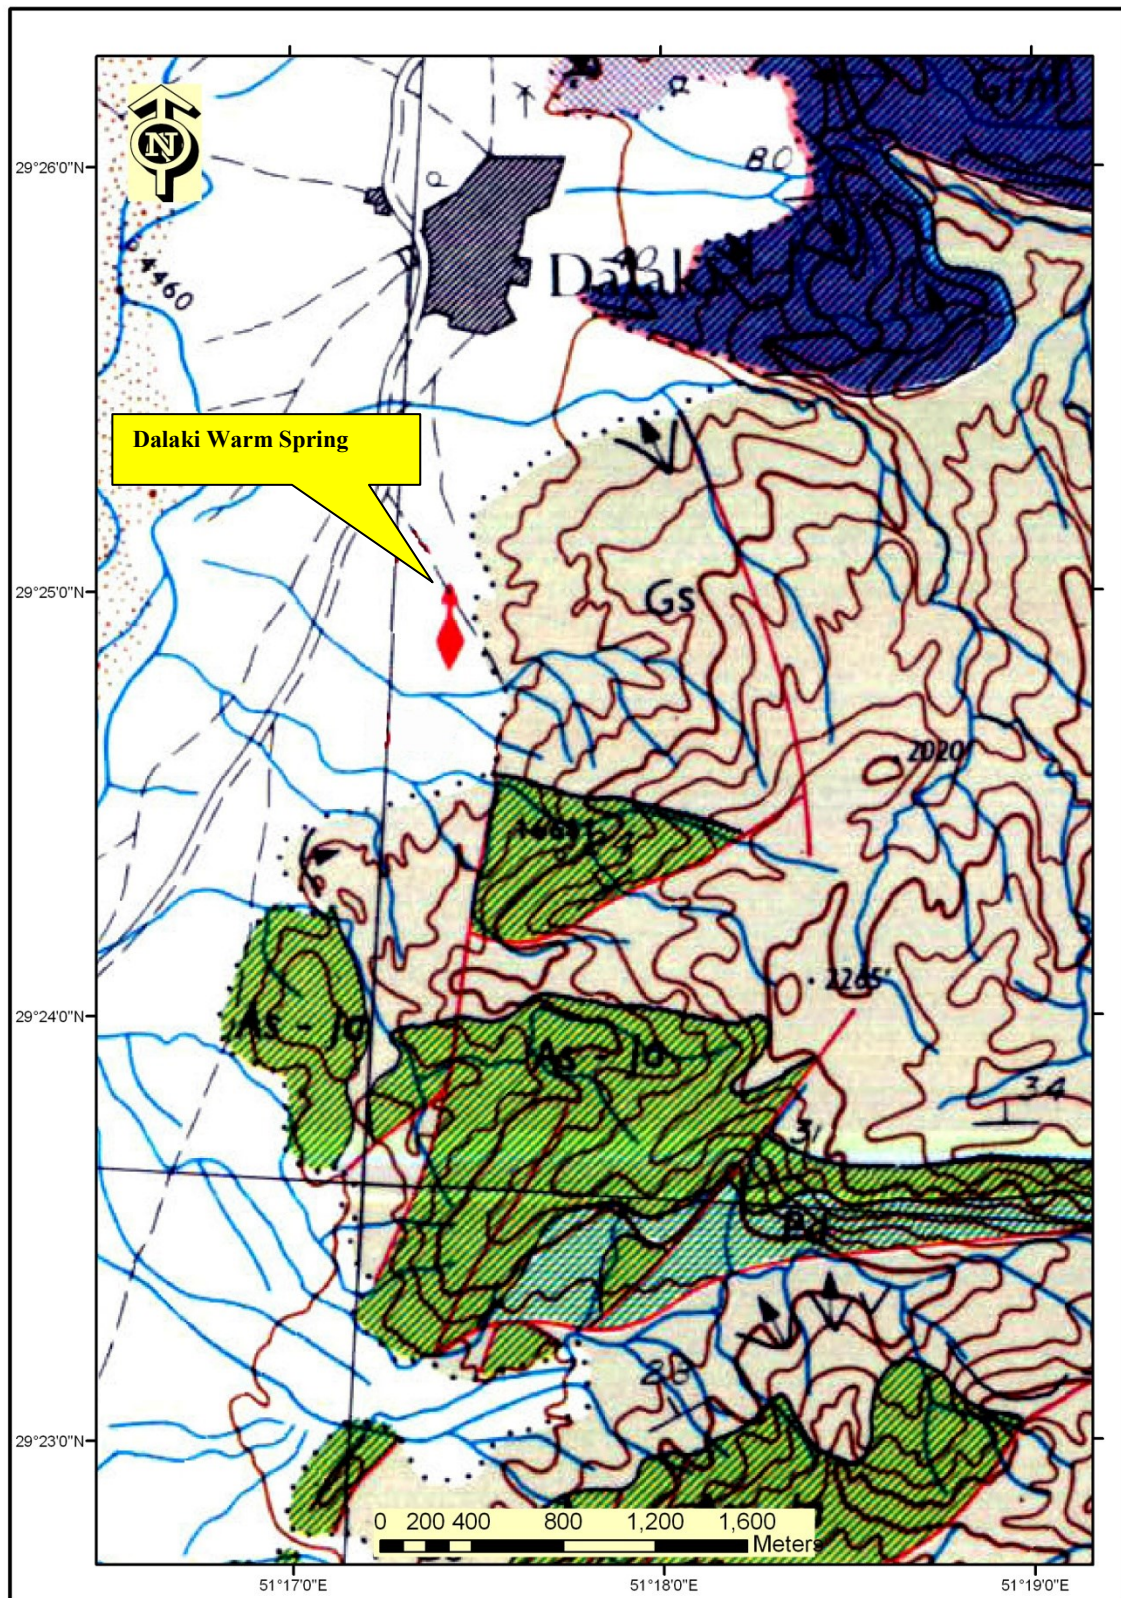 N
29°26'0"N
80
Gm
Q
4460
Dalaki
Dalaki Warm Spring
29°25'0"N
Gs
2020'
2265'
29°24'0"N
As - Ja
As - Ja
34
31
23
29°23'0"N
0 200 400 800 1,200 1,600
Meters
51°17'0"E 51°18'0"E 51°19'0"E